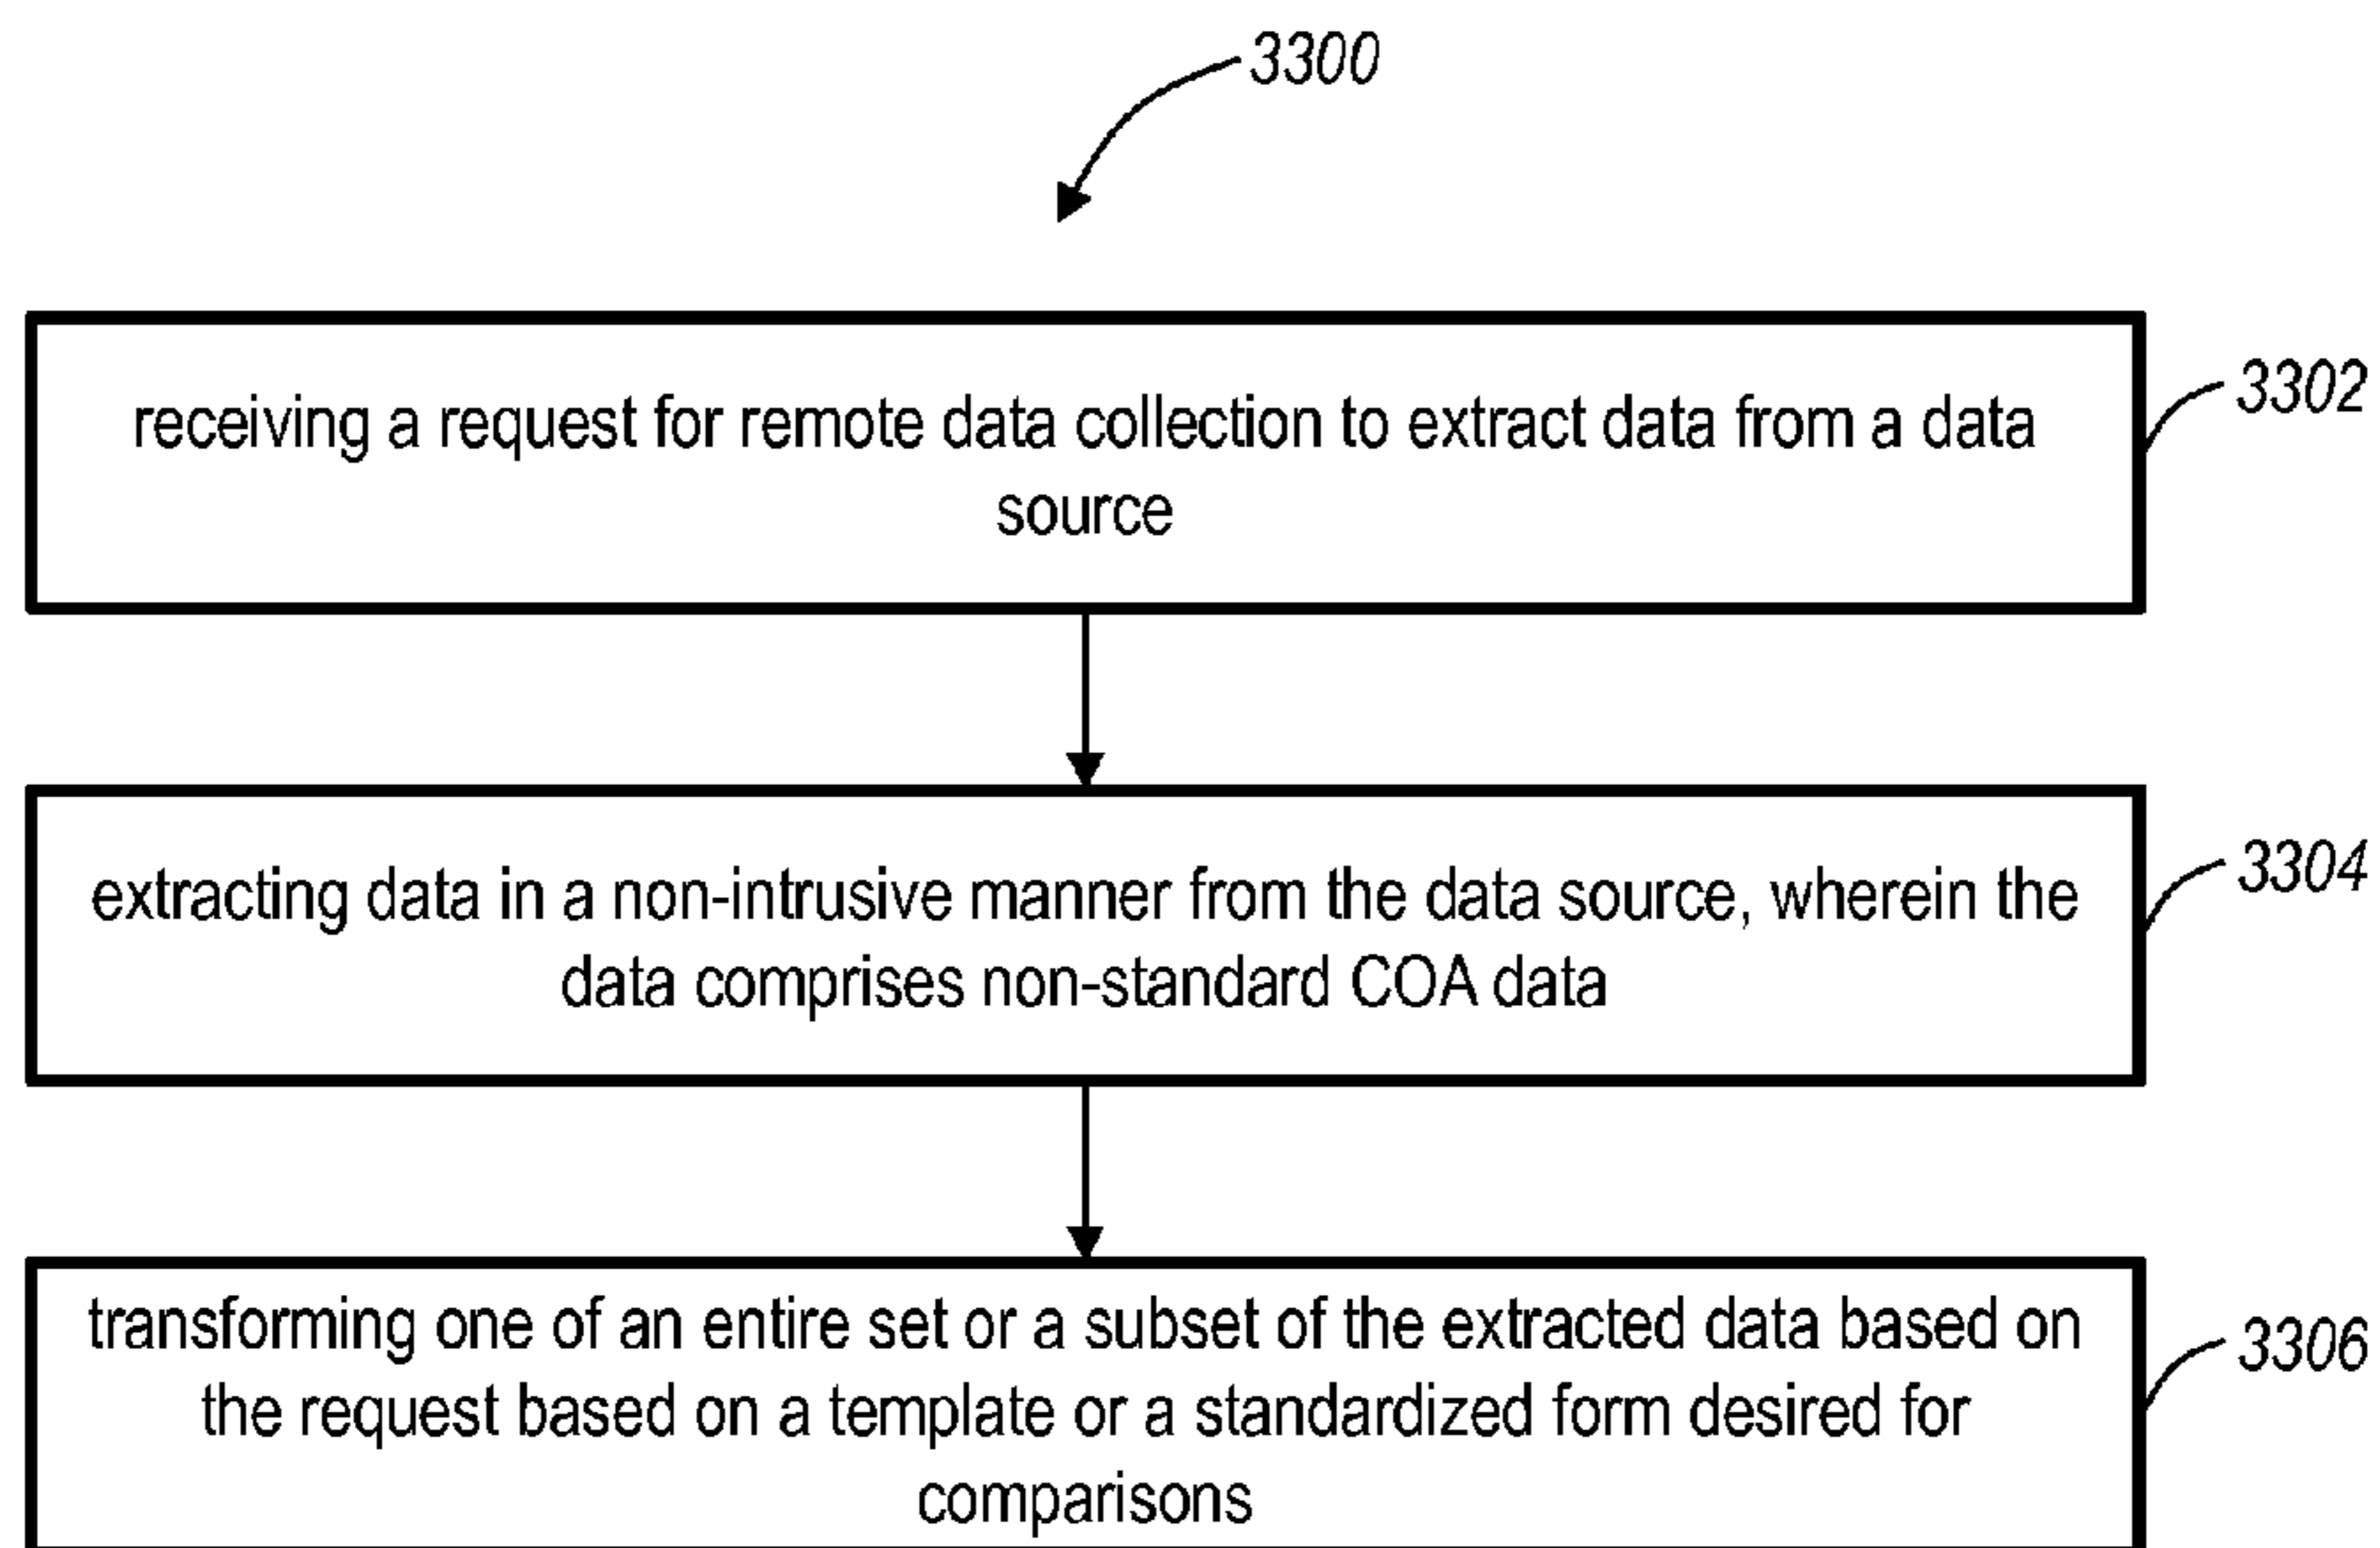 3300
receiving a request for remote data collection to extract data from a data
source
3302
extracting data in a non-intrusive manner from the data source, wherein the
data comprises non-standard COA data
3304
transforming one of an entire set or a subset of the extracted data based on
the request based on a template or a standardized form desired for
comparisons
3306